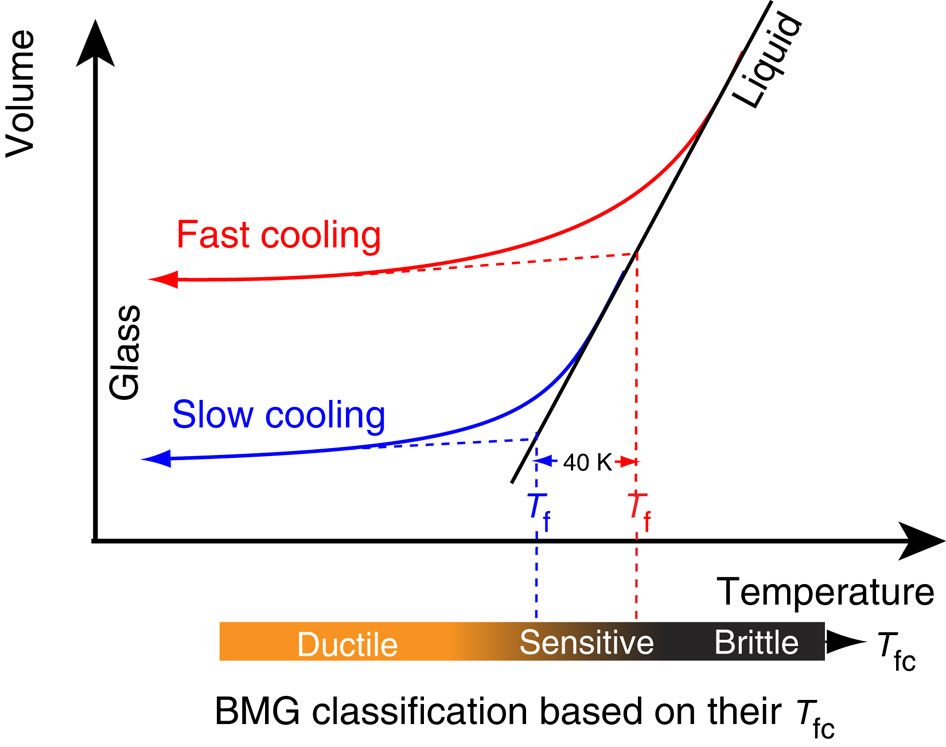 Volume
Liquid
Fast cooling
Glass
Slow cooling
40 K
Tf
Tf
Temperature
Ductile
Sensitive
Brittle
Tfc
BMG classification based on their Tfc